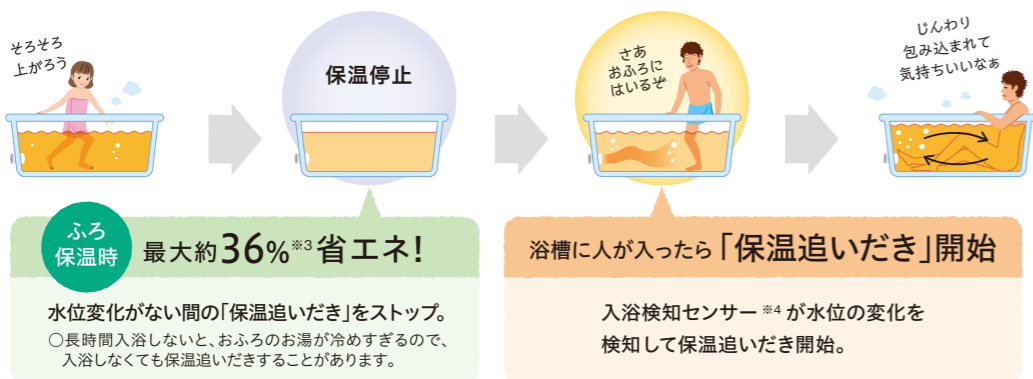 そろそろ
上がろう
保温停止
さあ
おふろに
はいるぞ
じんわり
包み込まれて
気持ちいいなぁ
ふろ
保温時
最大約36%※3省エネ!
水位変化がない間の「保温追いだき」をストップ。
○長時間入浴しないと、おふろのお湯が冷めすぎるので、
入浴しなくても保温追いだきすることがあります。
浴槽に人が入ったら「保温追いだき」開始
入浴検知センサー※4が水位の変化を
検知して保温追いだき開始。